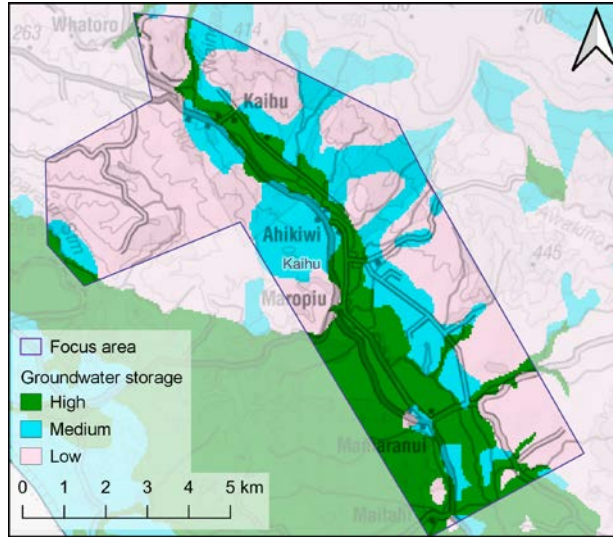 Whatoro
263
414
708
Kaihu
Ahikiwi
Kaihu
Maropiu
445
Mamaranui
Maitahi
Focus area
Groundwater storage
High
Medium
Low
0 1 2 3 4 5 km